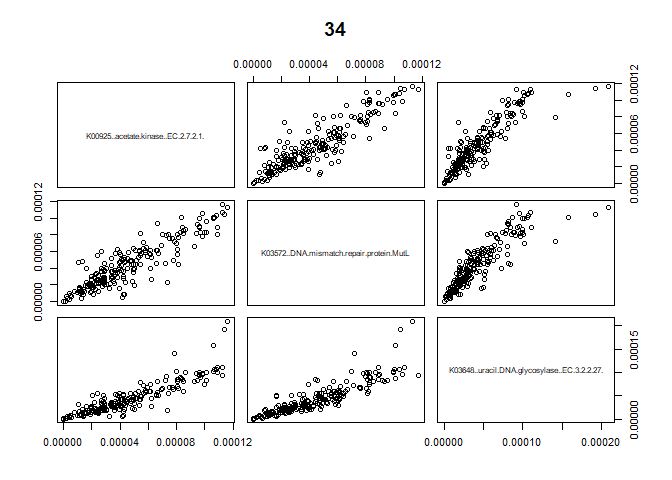 34
0.00000 0.00004 0.00008 0.00012
K00925..acetate.kinase..EC.2.7.2.1.
0.00000 0.00006 0.00012
0.00000 0.00006 0.00012
K03572..DNA.mismatch.repair.protein.MutL
K03648..uracil.DNA.glycosylase..EC.3.2.2.27.
0.00000 0.00015
0.00000 0.00004 0.00008 0.00012
0.00000 0.00010 0.00020